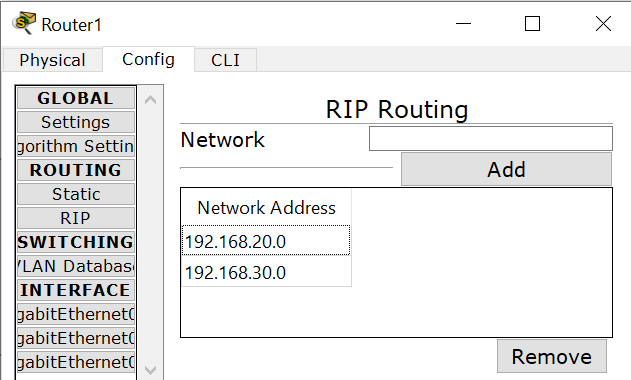 Router1
Physical
Config
CLI
GLOBAL
Settings
gorithm Settin
ROUTING
Static
RIP
SWITCHING
VLAN Database
INTERFACE
gabitEthernet0
gabitEthernet0
gabitEthernet0
RIP Routing
Network
Add
Network Address
192.168.20.0
192.168.30.0
Remove